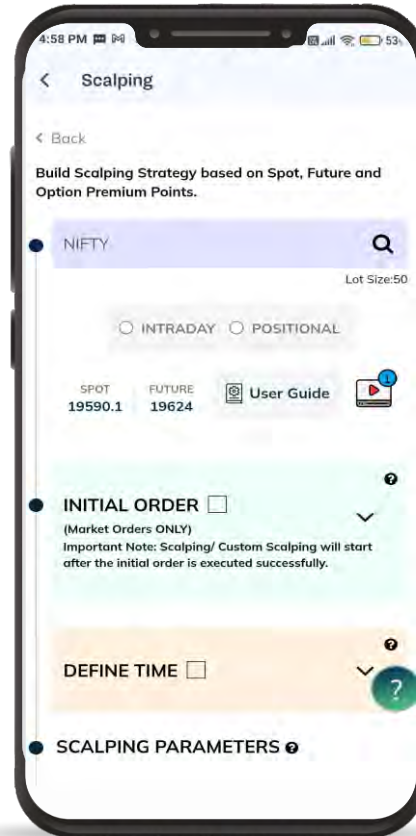 4:58 PM 53
Scalping
Back
Build Scalping Strategy based on Spot, Future and
Option Premium Points.
NIFTY
Lot Size:50
INTRADAY POSITIONAL
SPOT FUTURE
19590.1 19624
User Guide
1
INITIAL ORDER
(Market Orders ONLY)
Important Note: Scalping/ Custom Scalping will start
after the initial order is executed successfully.
DEFINE TIME
?
SCALPING PARAMETERS ?